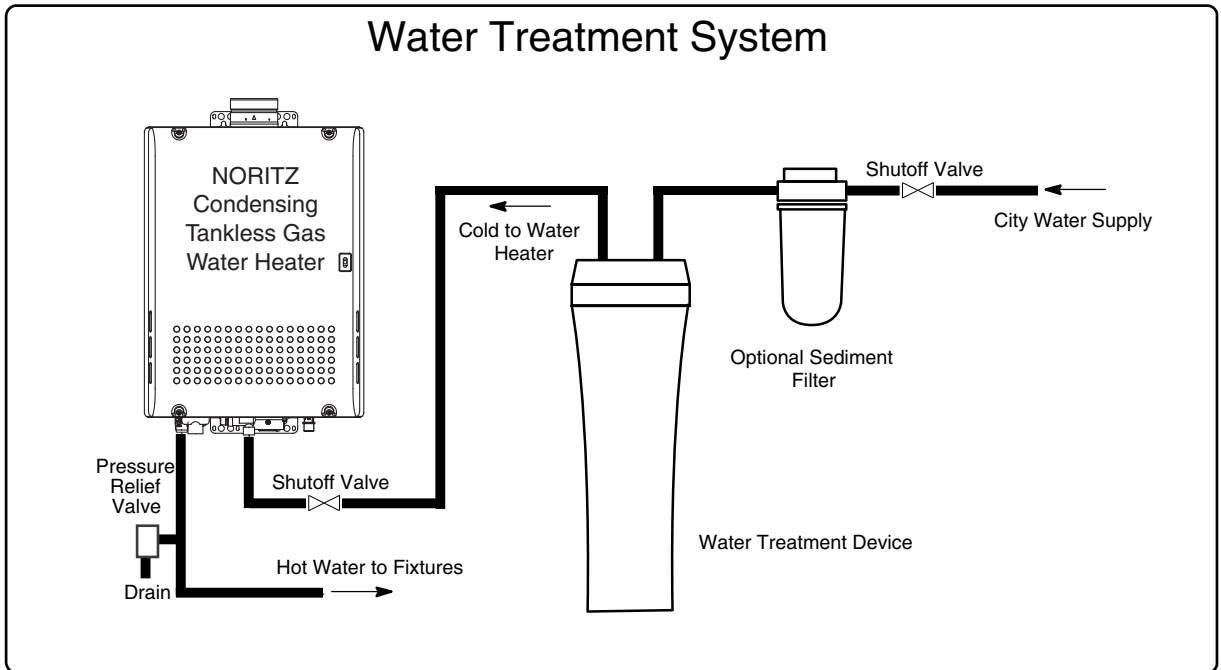 Water Treatment System
NORITZ
Condensing
Tankless Gas
Water Heater
Shutoff Valve
City Water Supply
Cold to Water
Heater
Optional Sediment
Filter
Pressure
Relief
Valve
Shutoff Valve
Water Treatment Device
Hot Water to Fixtures
Drain